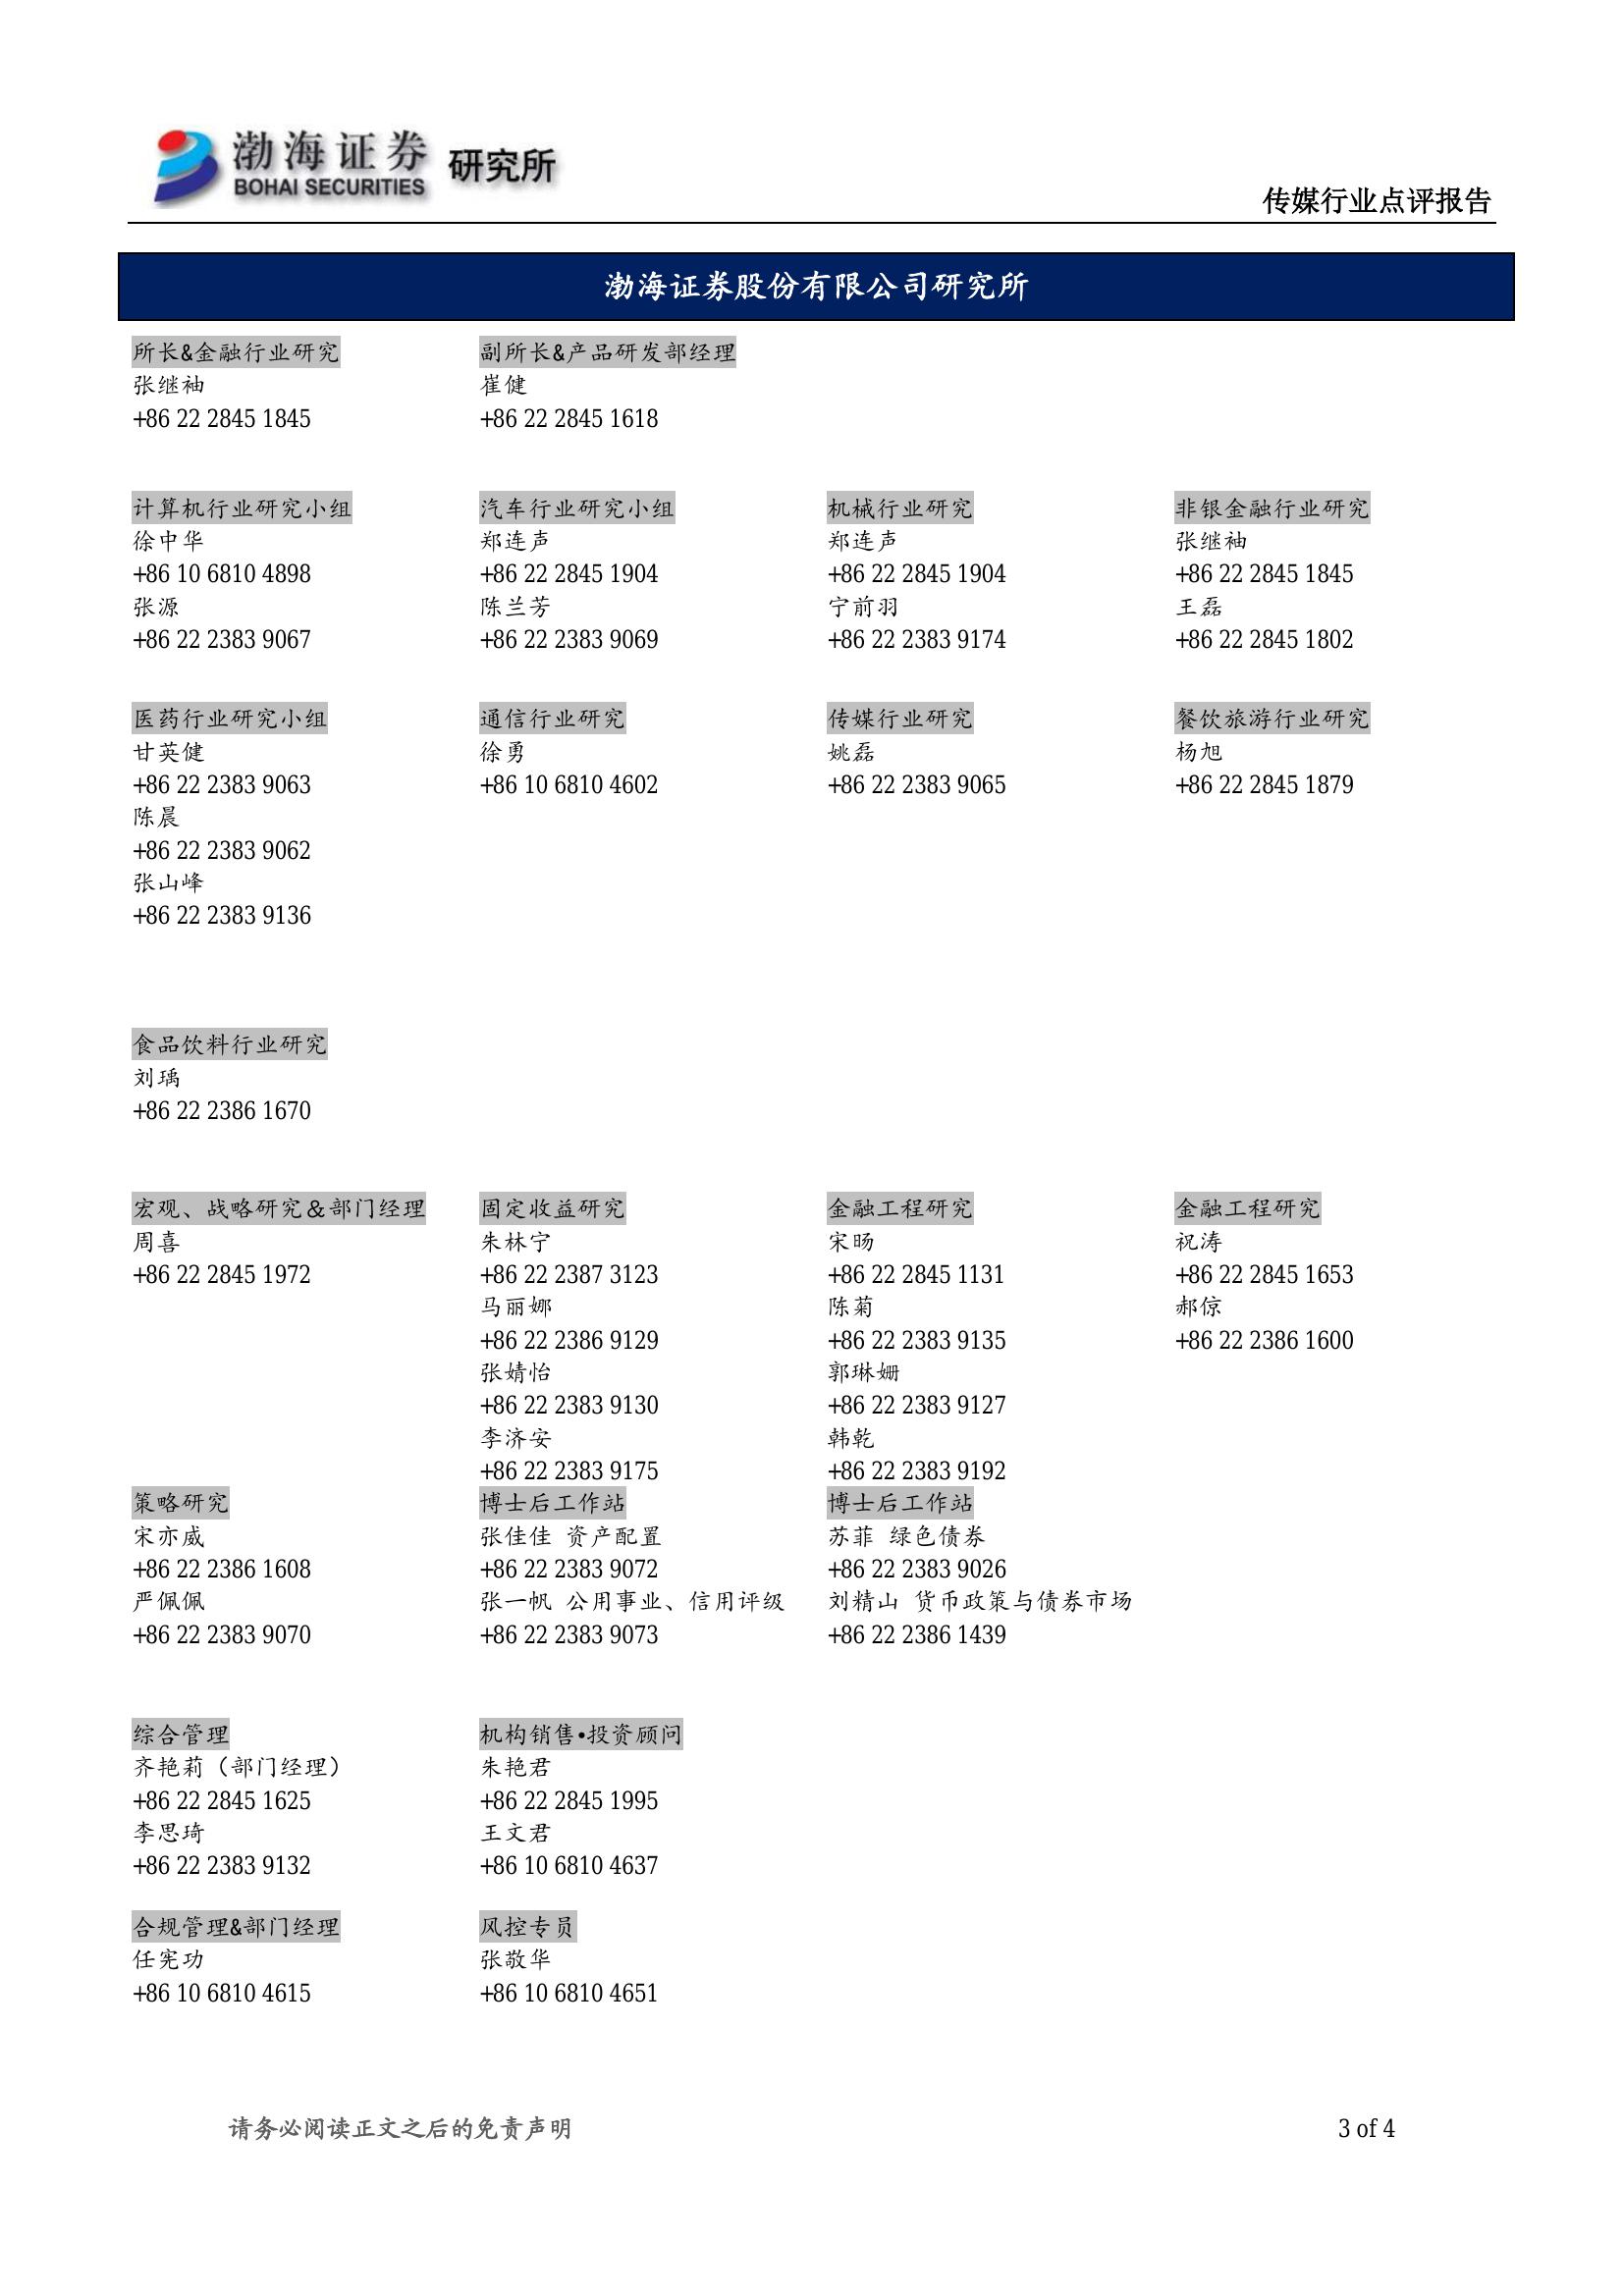 渤海证券 研究所
BOHAI SECURITIES
传媒行业点评报告
渤海证券股份有限公司研究所
所长&金融行业研究
张继袖
+86 22 2845 1845
副所长&产品研发部经理
崔健
+86 22 2845 1618
计算机行业研究小组
徐中华
+86 10 6810 4898
张源
+86 22 2383 9067
汽车行业研究小组
郑连声
+86 22 2845 1904
陈兰芳
+86 22 2383 9069
机械行业研究
郑连声
+86 22 2845 1904
宁前羽
+86 22 2383 9174
非银金融行业研究
张继袖
+86 22 2845 1845
王磊
+86 22 2845 1802
医药行业研究小组
甘英健
+86 22 2383 9063
陈晨
+86 22 2383 9062
张山峰
+86 22 2383 9136
通信行业研究
徐勇
+86 10 6810 4602
传媒行业研究
姚磊
+86 22 2383 9065
餐饮旅游行业研究
杨旭
+86 22 2845 1879
食品饮料行业研究
刘瑀
+86 22 2386 1670
宏观、战略研究＆部门经理
周喜
+86 22 2845 1972
固定收益研究
朱林宁
+86 22 2387 3123
马丽娜
+86 22 2386 9129
张婧怡
+86 22 2383 9130
李济安
+86 22 2383 9175
金融工程研究
宋旸
+86 22 2845 1131
陈菊
+86 22 2383 9135
郭琳姗
+86 22 2383 9127
韩乾
+86 22 2383 9192
金融工程研究
祝涛
+86 22 2845 1653
郝倞
+86 22 2386 1600
策略研究
宋亦威
+86 22 2386 1608
严佩佩
+86 22 2383 9070
博士后工作站
张佳佳 资产配置
+86 22 2383 9072
张一帆 公用事业、信用评级
+86 22 2383 9073
博士后工作站
苏菲 绿色债券
+86 22 2383 9026
刘精山 货币政策与债券市场
+86 22 2386 1439
综合管理
齐艳莉（部门经理）
+86 22 2845 1625
李思琦
+86 22 2383 9132
机构销售•投资顾问
朱艳君
+86 22 2845 1995
王文君
+86 10 6810 4637
合规管理&部门经理
任宪功
+86 10 6810 4615
风控专员
张敬华
+86 10 6810 4651
请务必阅读正文之后的免责声明
3 of 4